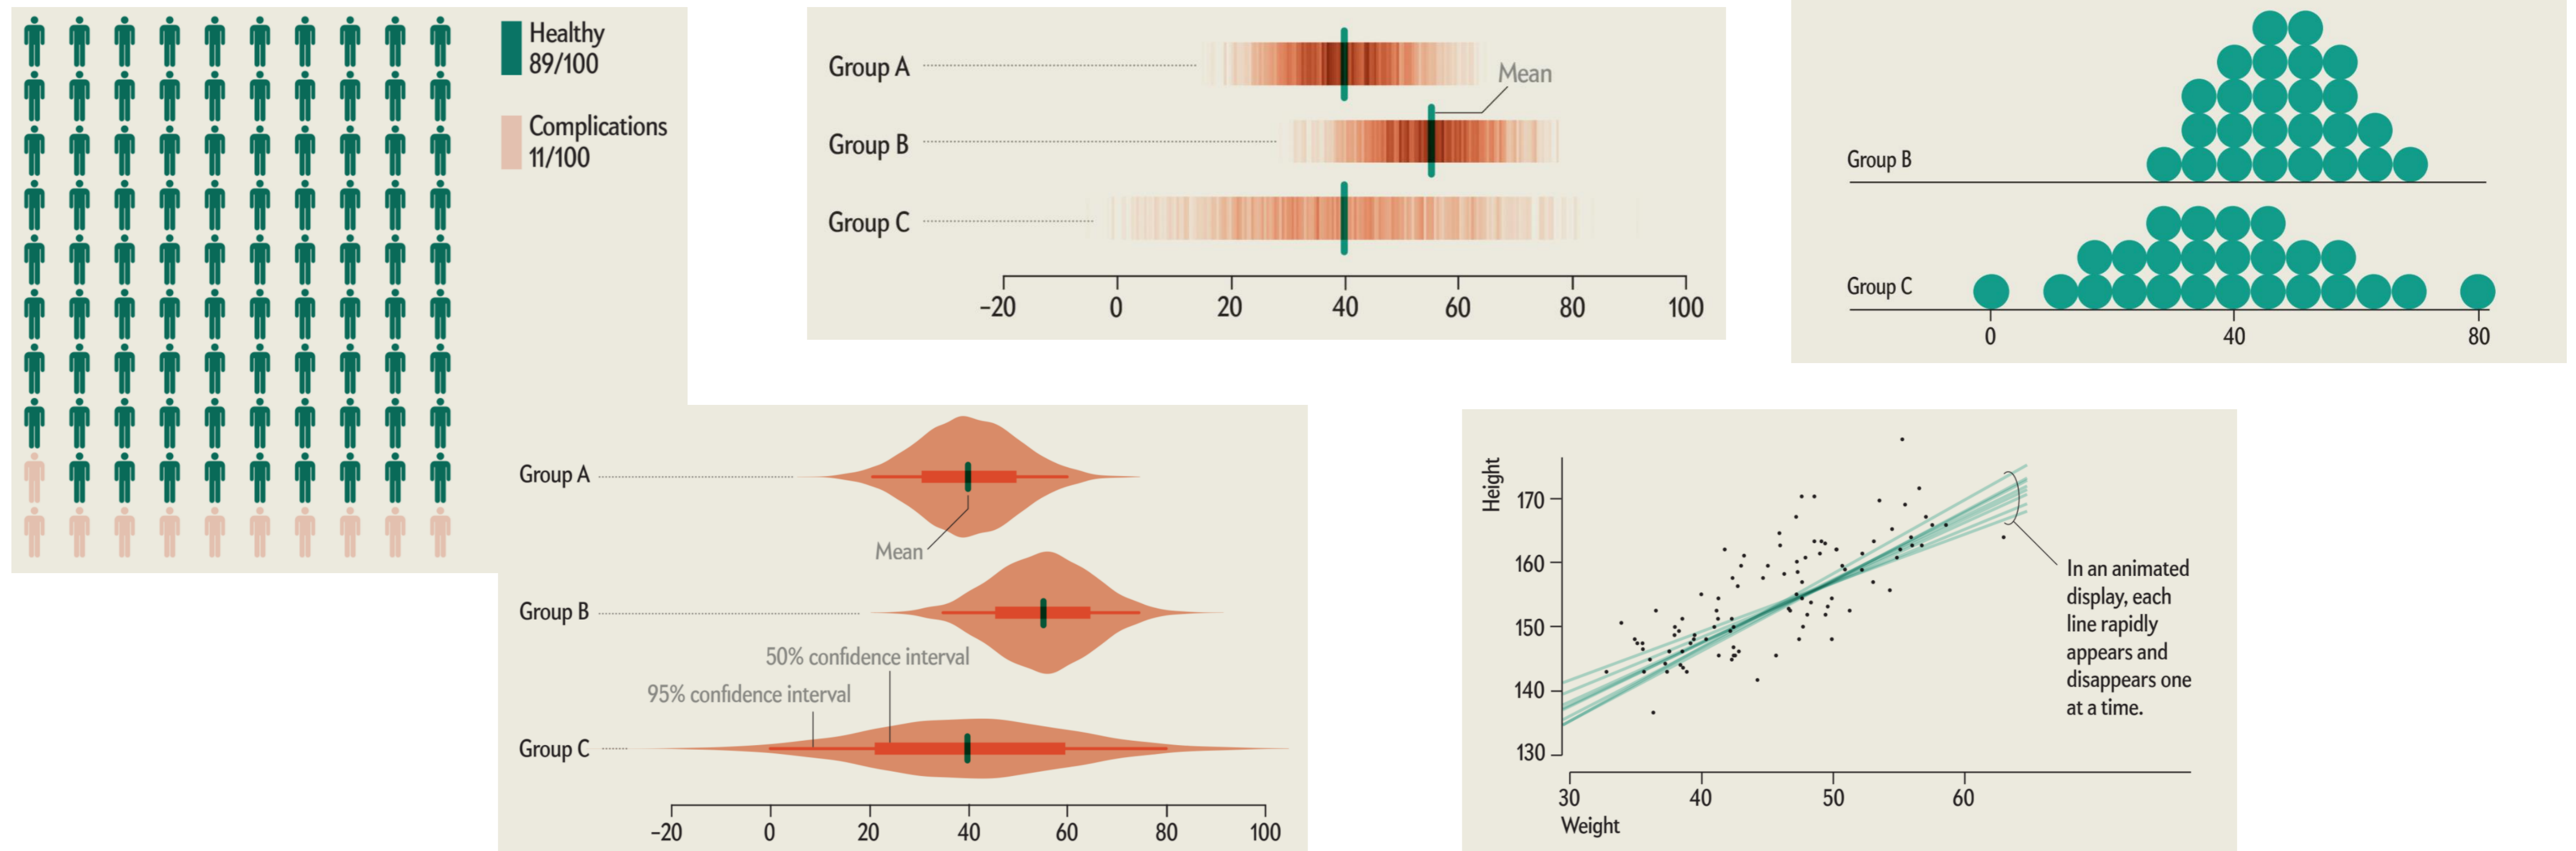 Healthy
89/100
Complications
11/100
Group A
Mean
Group B
Group C
−20 0 20 40 60 80 100
Group B
Group C
0 40 80
Group A
Mean
Group B
50% confidence interval
95% confidence interval
Group C
−20 0 20 40 60 80 100
Height
170
160
150
140
130
30 40 50 60
Weight
In an animated
display, each
line rapidly
appears and
disappears one
at a time.